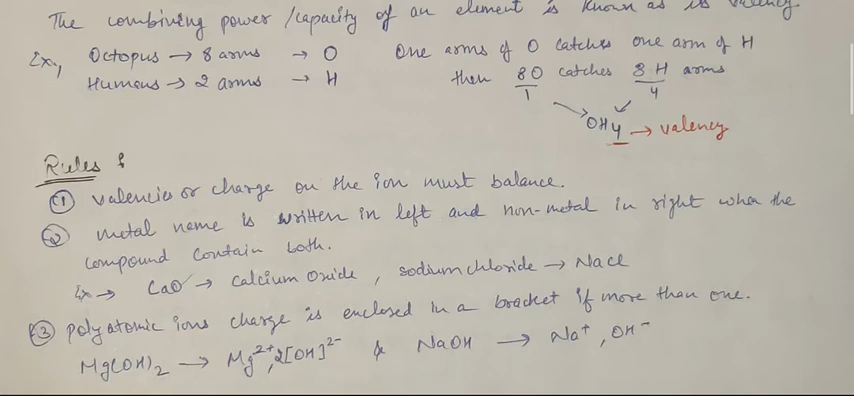 The combining power /capacity of an element is known as its valency.
Ex, Octopus → 8 arms → O One arms of O catches one arm of H
Humans → 2 arms → H then 8O/1 catches 8H/4 arms
OH4 → valency
Rules :
(1) valencies or charge on the ion must balance.
(2) metal name is written in left and non-metal in right when the
compound contain both.
Ex → CaO → calcium oxide , sodium chloride → NaCl
(3) polyatomic ions charge is enclosed in a bracket if more than one.
Mg(OH)2 → Mg2+,2[OH]2- & NaOH → Na+ , OH-